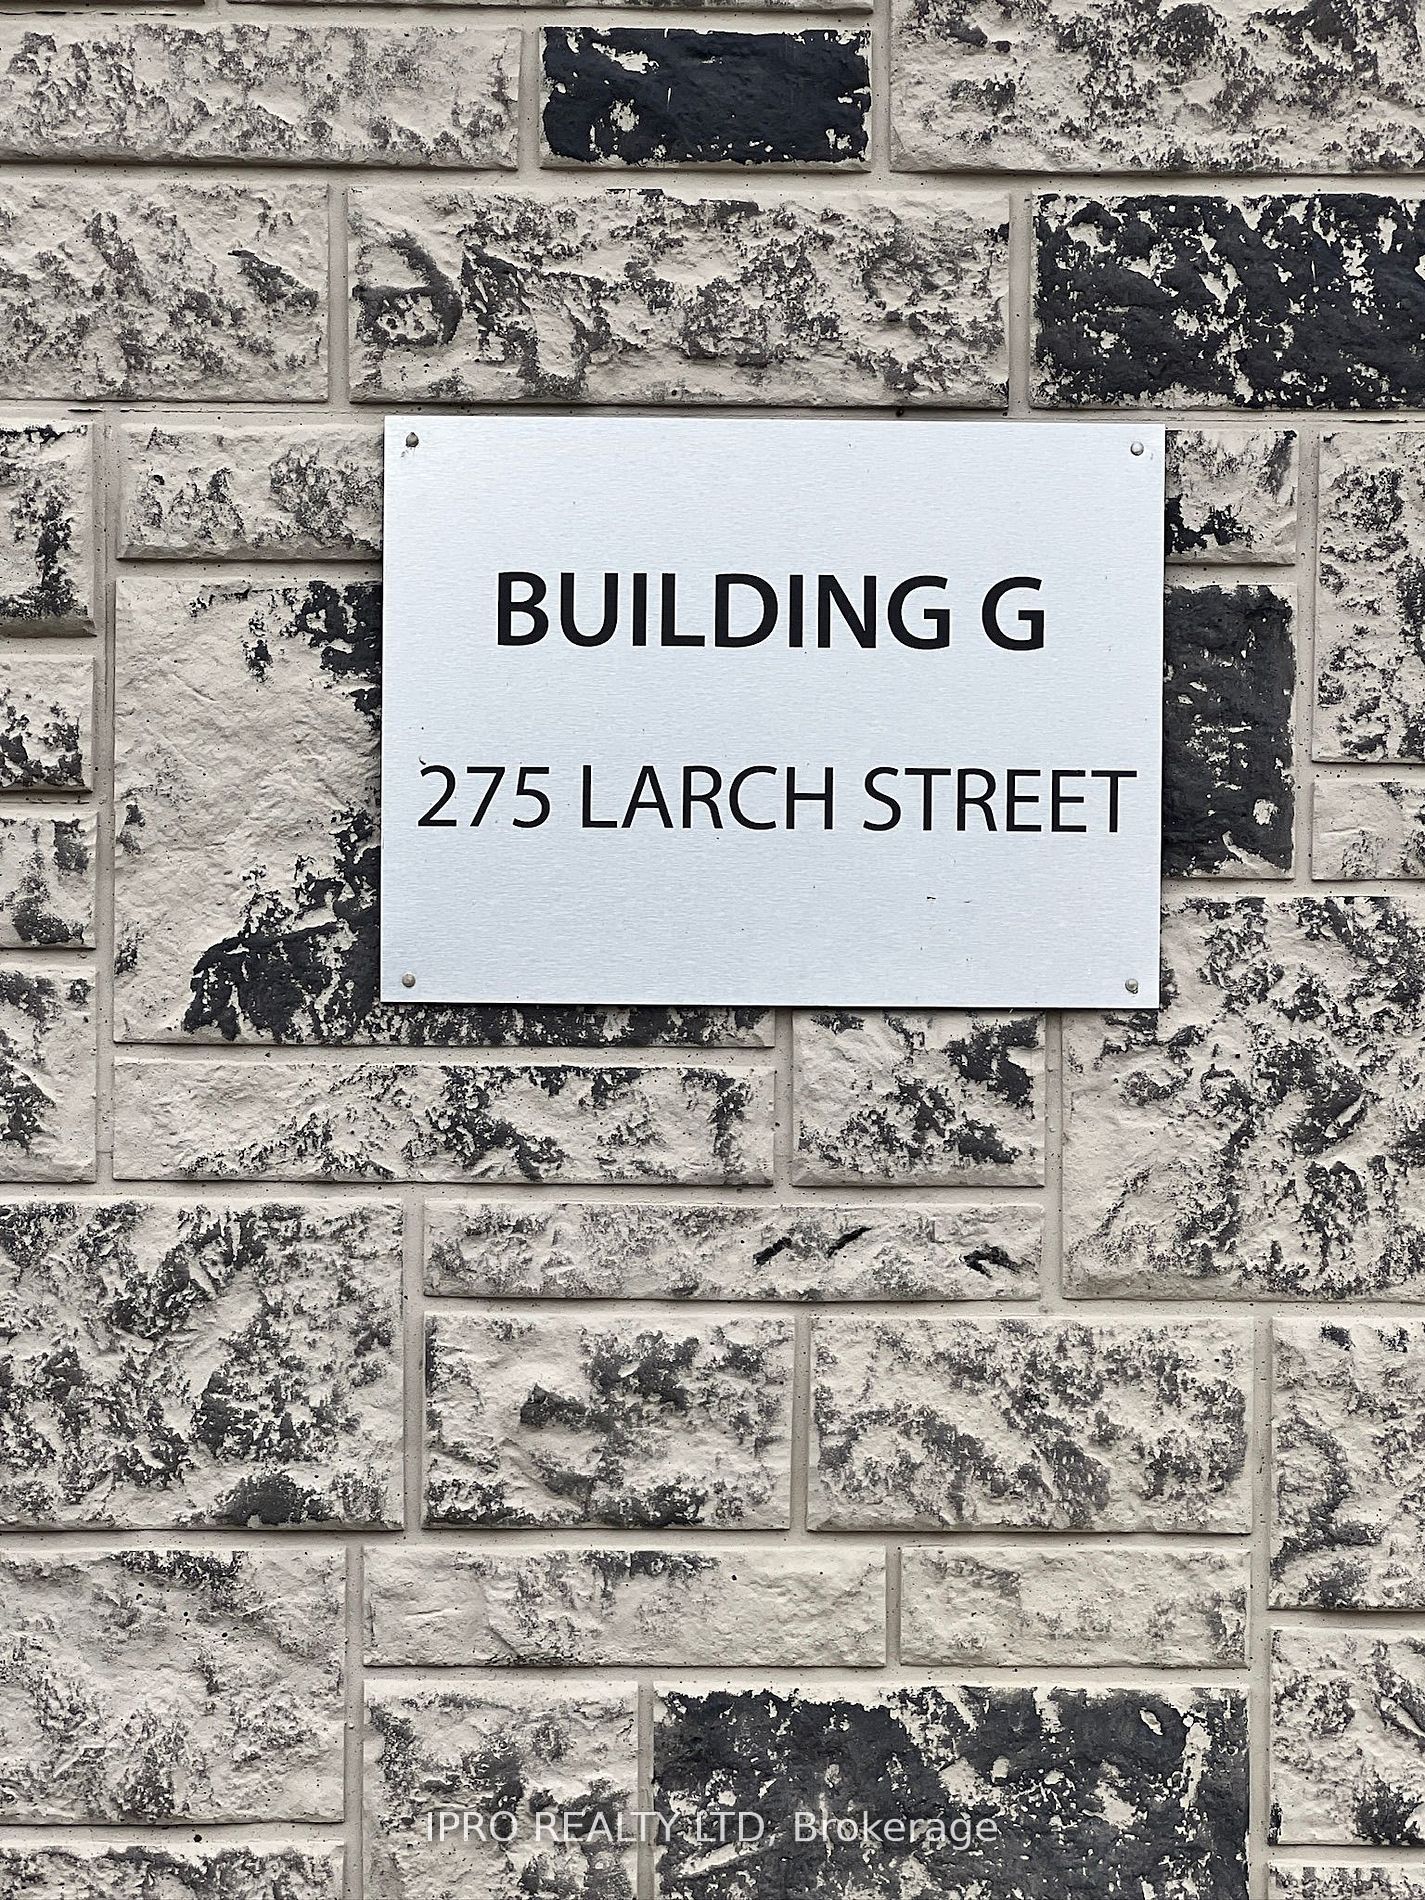 BUILDING G
275 LARCH STREET
IPRO REALTY LTD, Brokerage